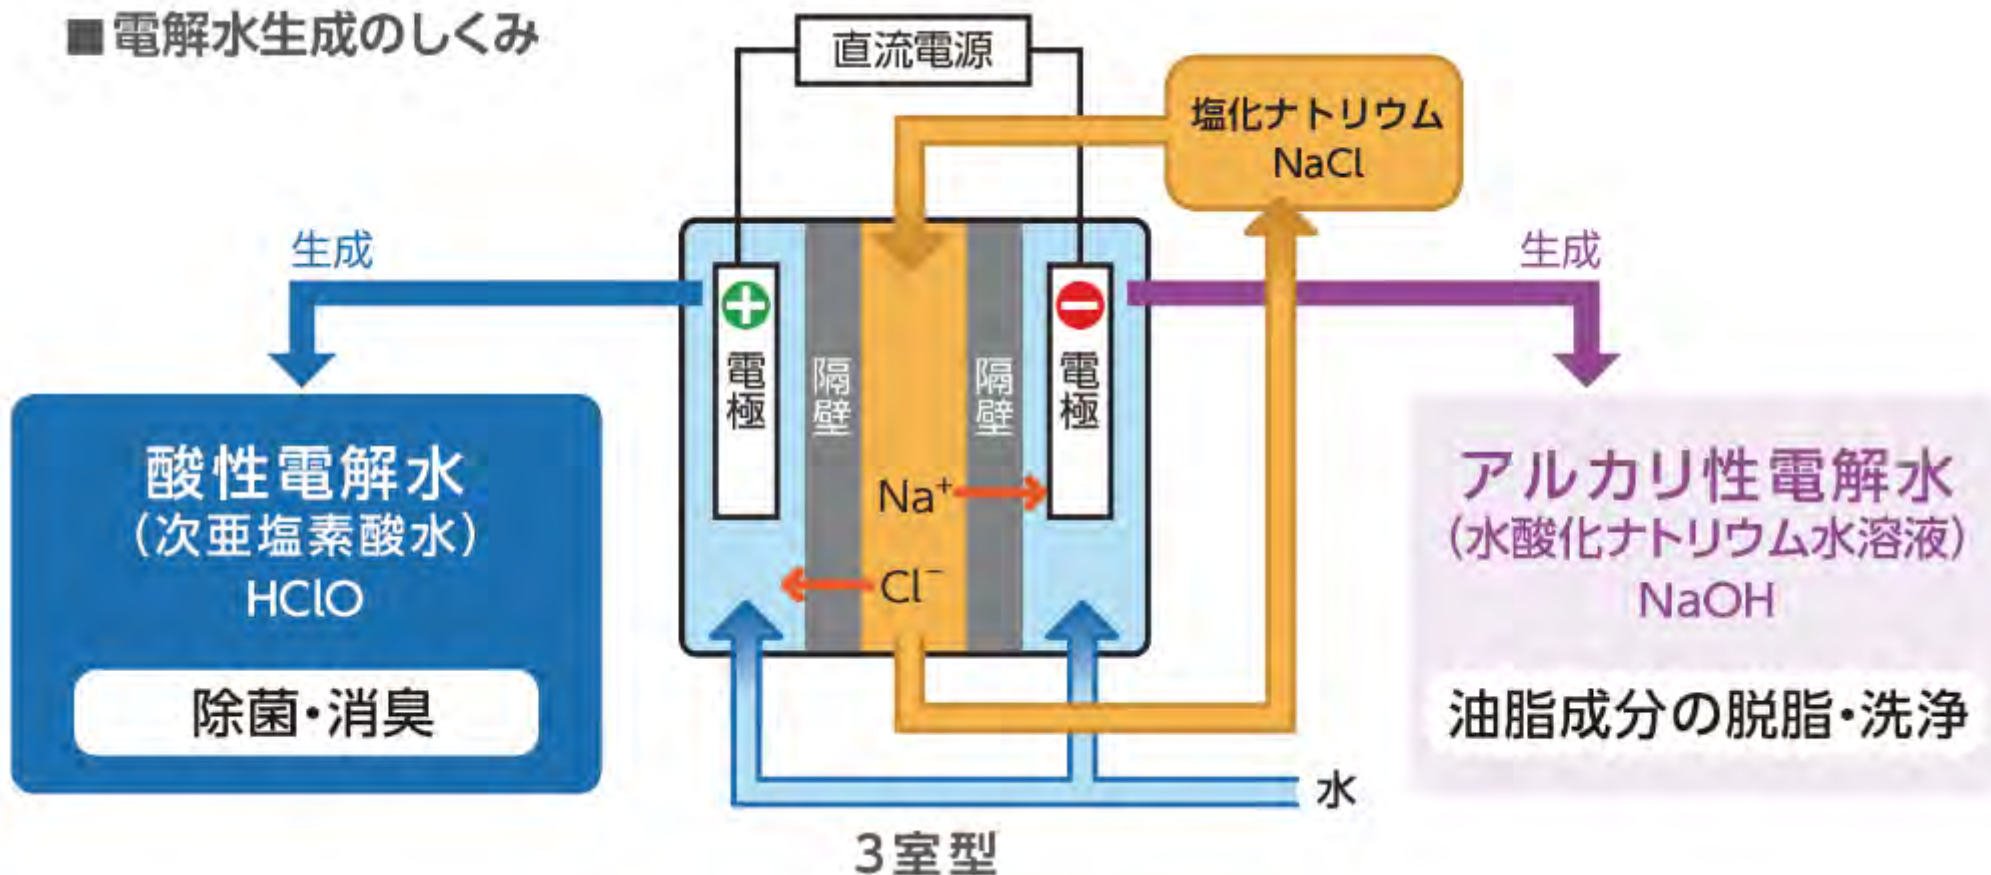 ■電解水生成のしくみ
直流電源
塩化ナトリウム
NaCl
生成
生成
電極
隔壁
隔壁
電極
Na⁺
Cl⁻
酸性電解水
(次亜塩素酸水)
HClO
除菌・消臭
アルカリ性電解水
(水酸化ナトリウム水溶液)
NaOH
油脂成分の脱脂・洗浄
水
3室型